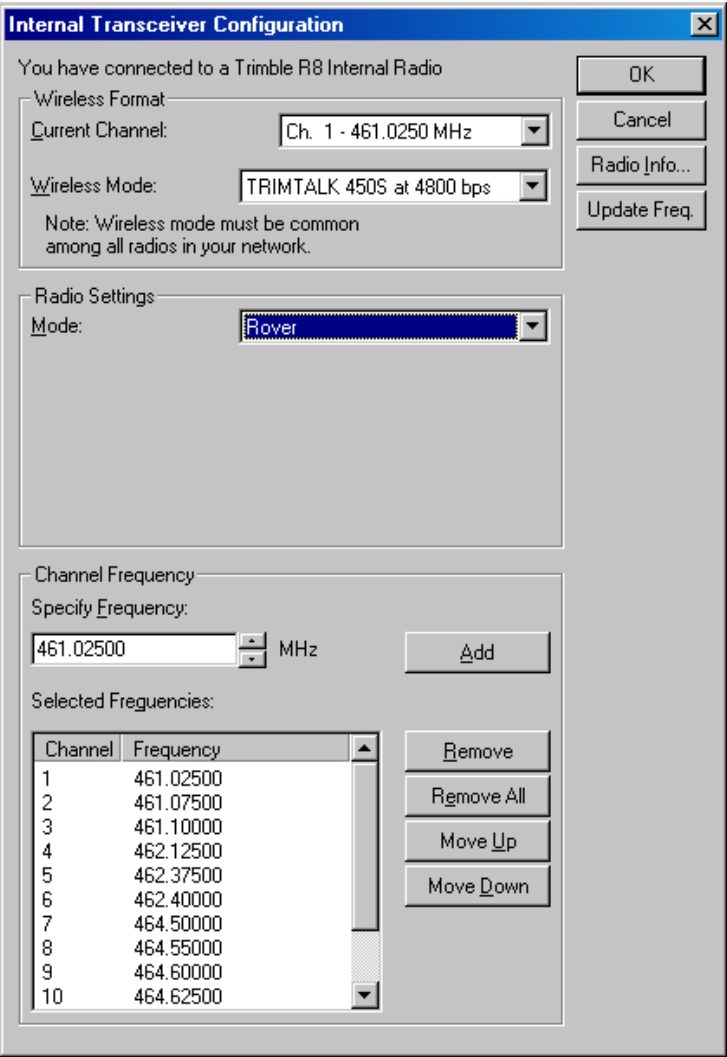 Internal Transceiver Configuration
You have connected to a Trimble R8 Internal Radio
OK
Cancel
Radio Info...
Update Freq.
Wireless Format
Current Channel:
Ch. 1 - 461.0250 MHz
Wireless Mode:
TRIMTALK 450S at 4800 bps
Note: Wireless mode must be common
among all radios in your network.
Radio Settings
Mode:
Rover
Channel Frequency
Specify Frequency:
461.02500
MHz
Add
Selected Freguencies:
Channel Frequency
1 461.02500
2 461.07500
3 461.10000
4 462.12500
5 462.37500
6 462.40000
7 464.50000
8 464.55000
9 464.60000
10 464.62500
Remove
Remove All
Move Up
Move Down